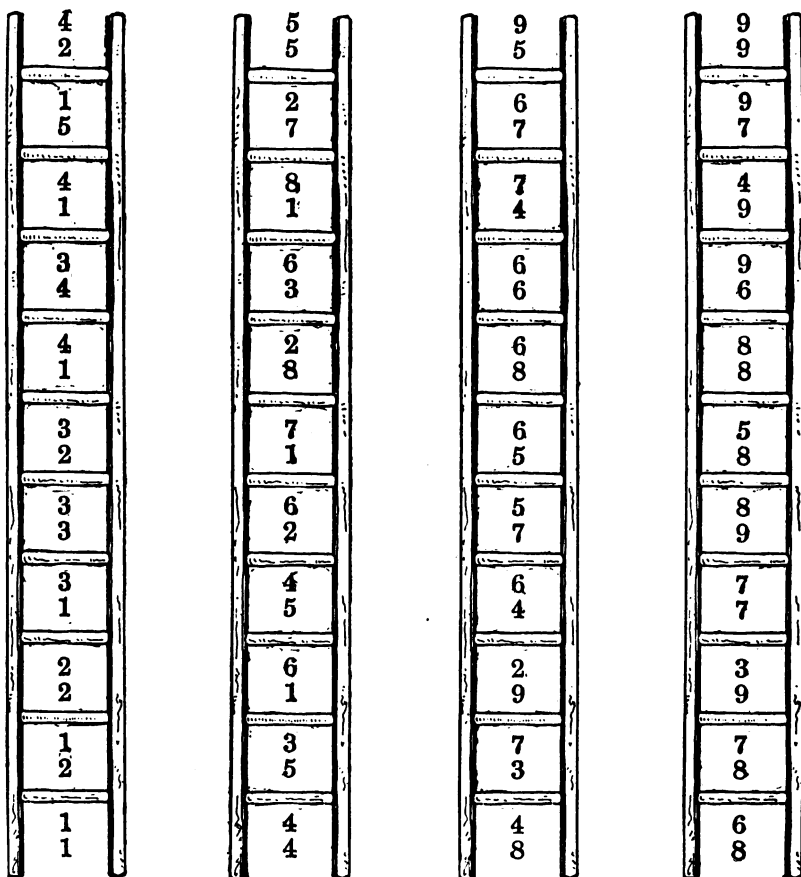 4 5 9 9
2 5 5 9
1 2 6 9
5 7 7 7
4 8 7 4
1 1 4 9
3 6 6 9
4 3 6 6
4 2 6 8
1 8 8 8
3 7 6 5
2 1 5 8
3 6 5 8
3 2 7 9
3 4 6 7
1 5 4 7
2 6 2 3
2 1 9 9
1 3 7 7
2 5 3 8
1 4 4 6
1 4 8 8